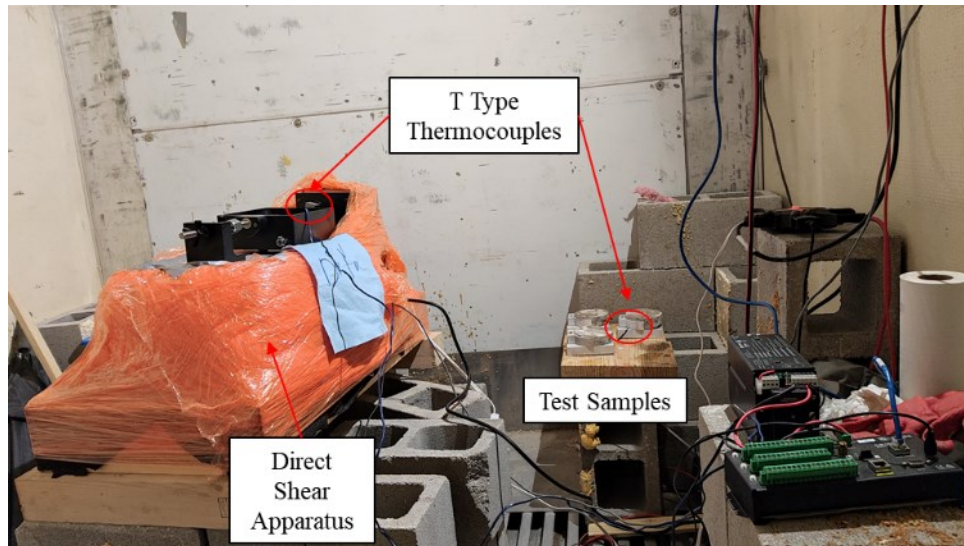 T Type
Thermocouples
Test Samples
Direct
Shear
Apparatus